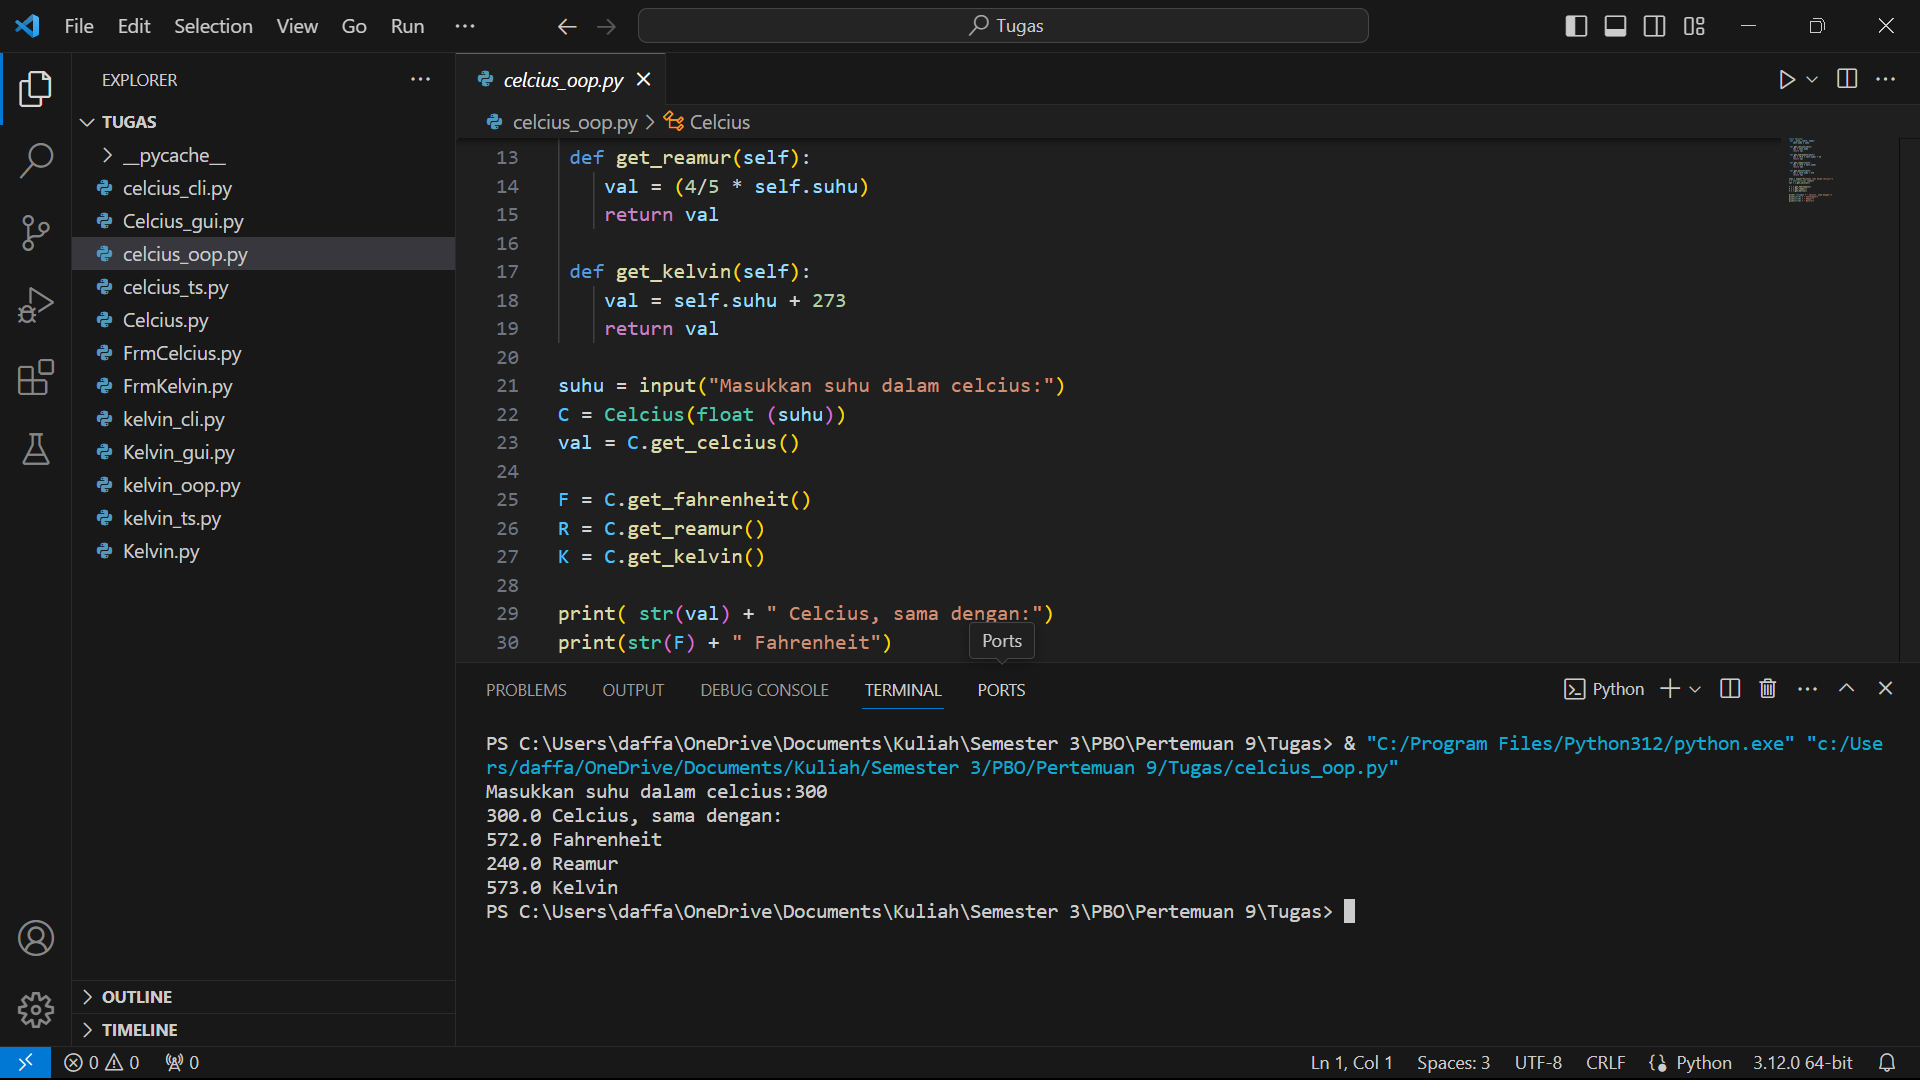 File Edit Selection View Go Run
Tugas
EXPLORER
TUGAS
__pycache__
celcius_cli.py
Celcius_gui.py
celcius_oop.py
celcius_ts.py
Celcius.py
FrmCelcius.py
FrmKelvin.py
kelvin_cli.py
Kelvin_gui.py
kelvin_oop.py
kelvin_ts.py
Kelvin.py
OUTLINE
TIMELINE
celcius_oop.py
celcius_oop.py > Celcius
13 def get_reamur(self):
14 val = (4/5 * self.suhu)
15 return val
16
17 def get_kelvin(self):
18 val = self.suhu + 273
19 return val
20
21 suhu = input("Masukkan suhu dalam celcius:")
22 C = Celcius(float (suhu))
23 val = C.get_celcius()
24
25 F = C.get_fahrenheit()
26 R = C.get_reamur()
27 K = C.get_kelvin()
28
29 print( str(val) + " Celcius, sama dengan:")
30 print(str(F) + " Fahrenheit")
Ports
PROBLEMS OUTPUT DEBUG CONSOLE TERMINAL PORTS
Python
PS C:\Users\daffa\OneDrive\Documents\Kuliah\Semester 3\PBO\Pertemuan 9\Tugas> & "C:/Program Files/Python312/python.exe" "c:/Use
rs/daffa/OneDrive/Documents/Kuliah/Semester 3/PBO/Pertemuan 9/Tugas/celcius_oop.py"
Masukkan suhu dalam celcius:300
300.0 Celcius, sama dengan:
572.0 Fahrenheit
240.0 Reamur
573.0 Kelvin
PS C:\Users\daffa\OneDrive\Documents\Kuliah\Semester 3\PBO\Pertemuan 9\Tugas>
0 0 0
Ln 1, Col 1 Spaces: 3 UTF-8 CRLF Python 3.12.0 64-bit